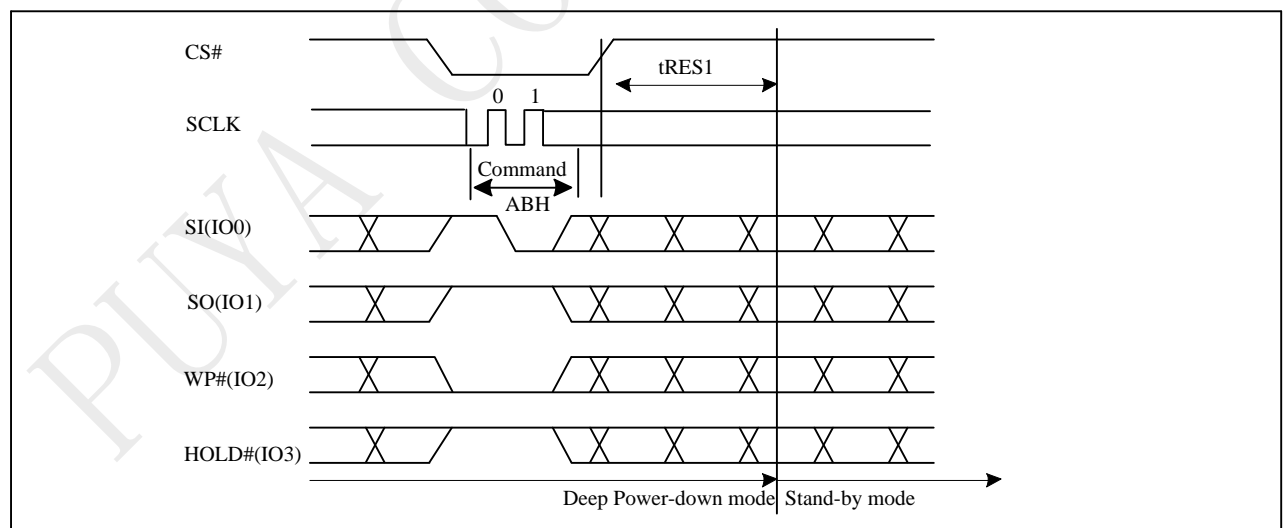 CS#
tRES1
0 1
SCLK
Command
ABH
SI(IO0)
SO(IO1)
WP#(IO2)
HOLD#(IO3)
Deep Power-down mode Stand-by mode
PUYA